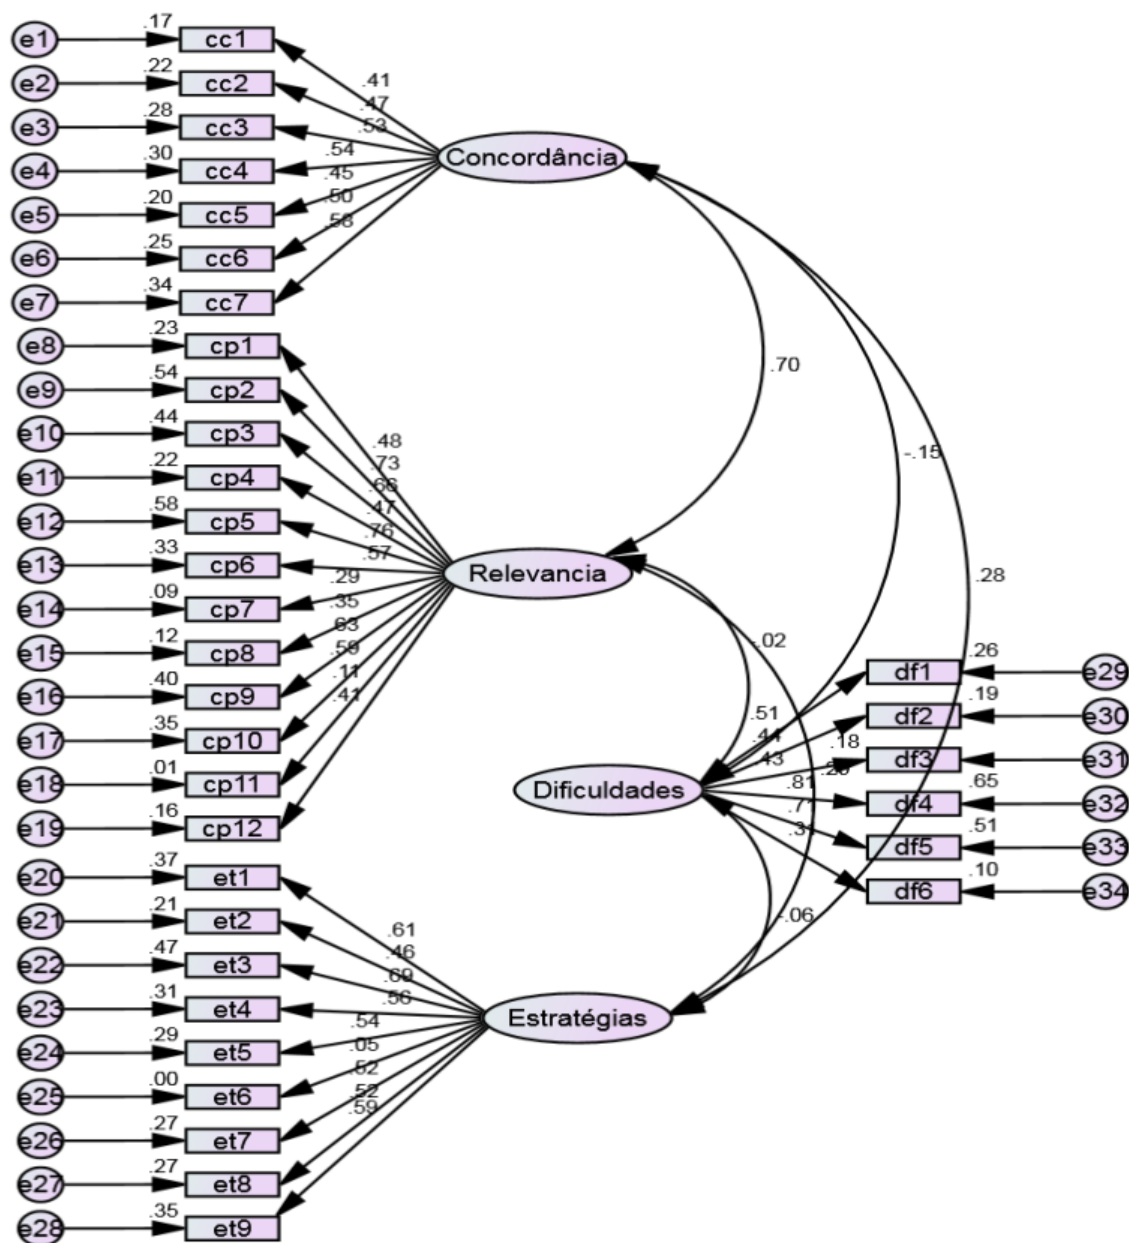 e1 .17 cc1
e2 .22 cc2
e3 .28 cc3
e4 .30 cc4
e5 .20 cc5
e6 .25 cc6
e7 .34 cc7
.41
.47
.53
.54
.45
.50
.58
Concordância
e8 .23 cp1
e9 .54 cp2
e10 .44 cp3
e11 .22 cp4
e12 .58 cp5
e13 .33 cp6
e14 .09 cp7
e15 .12 cp8
e16 .40 cp9
e17 .35 cp10
e18 .01 cp11
e19 .16 cp12
.48
.73
.66
.47
.76
.57
.29
.35
.63
.59
.11
.41
Relevancia
.70
-.15
.28
-.02
-.06
Dificuldades
.51
.44
.43
.81
.71
.31
df1 .26 e29
df2 .19 e30
df3 .18 e31
df4 .65 e32
df5 .51 e33
df6 .10 e34
e20 .37 et1
e21 .21 et2
e22 .47 et3
e23 .31 et4
e24 .29 et5
e25 .00 et6
e26 .27 et7
e27 .27 et8
e28 .35 et9
.61
.46
.69
.56
.54
.05
.52
.52
.59
Estratégias